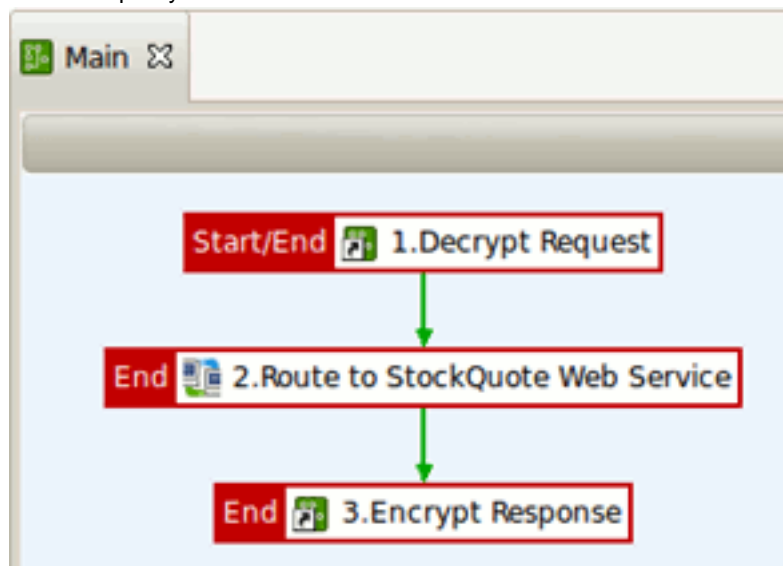 Main
Start/End 1.Decrypt Request
End 2.Route to StockQuote Web Service
End 3.Encrypt Response